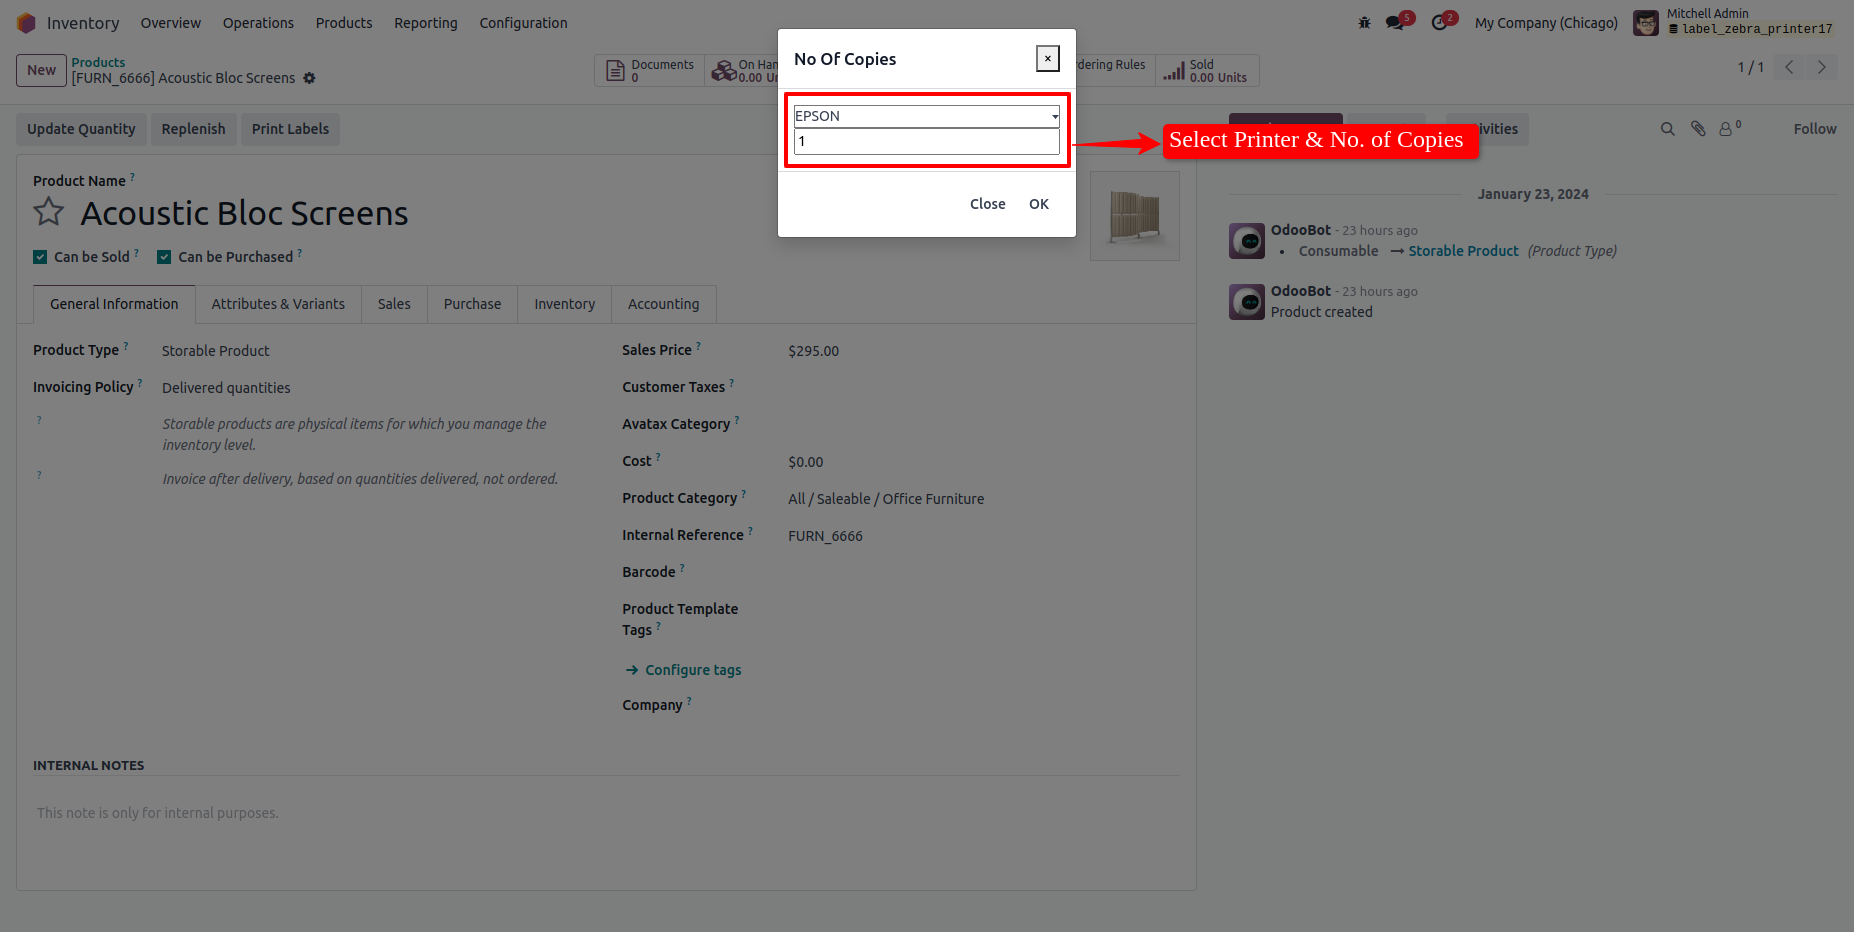 Inventory Overview Operations Products Reporting Configuration
5 2 My Company (Chicago) Mitchell Admin
label_zebra_printer17
New Products
[FURN_6666] Acoustic Bloc Screens
Documents
0
On Han
0.00 Un
dering Rules
Sold
0.00 Units
1 / 1
No Of Copies ×
EPSON
1
Close OK
Select Printer & No. of Copies
Update Quantity Replenish Print Labels
ivities 0 Follow
Product Name ?
Acoustic Bloc Screens
Can be Sold ? Can be Purchased ?
General Information Attributes & Variants Sales Purchase Inventory Accounting
Product Type ? Storable Product
Invoicing Policy ? Delivered quantities
? Storable products are physical items for which you manage the
inventory level.
? Invoice after delivery, based on quantities delivered, not ordered.
Sales Price ? $295.00
Customer Taxes ?
Avatax Category ?
Cost ? $0.00
Product Category ? All / Saleable / Office Furniture
Internal Reference ? FURN_6666
Barcode ?
Product Template
Tags ?
→ Configure tags
Company ?
INTERNAL NOTES
This note is only for internal purposes.
January 23, 2024
OdooBot - 23 hours ago
• Consumable → Storable Product (Product Type)
OdooBot - 23 hours ago
Product created